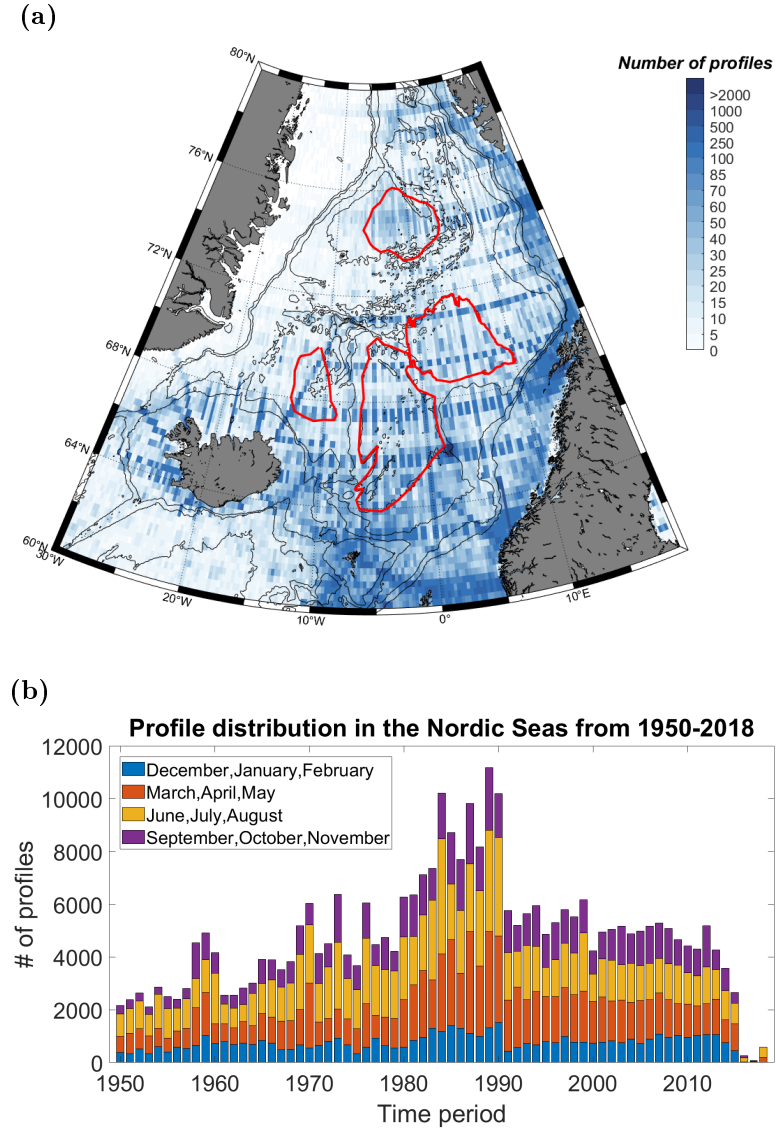 (a)
80°N
76°N
72°N
68°N
64°N
60°N
30°W
20°W
10°W
0°
10°E
Number of profiles
>2000
1000
500
250
100
85
70
60
50
40
30
25
20
15
10
5
0
(b)
Profile distribution in the Nordic Seas from 1950-2018
12000
10000
8000
6000
4000
2000
0
# of profiles
December,January,February
March,April,May
June,July,August
September,October,November
1950
1960
1970
1980
1990
2000
2010
Time period